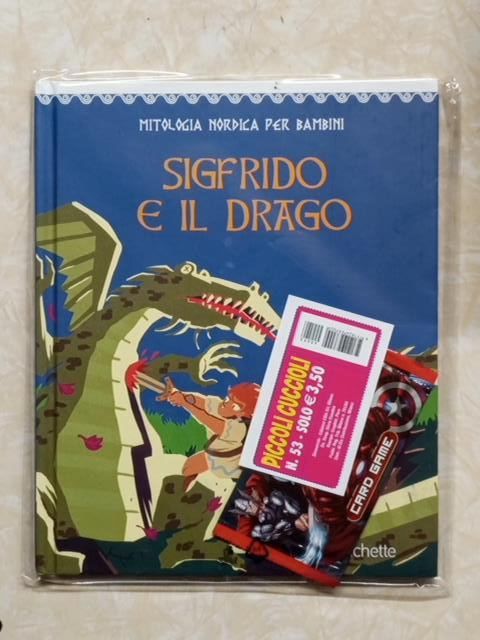 MITOLOGIA NORDICA PER BAMBINI
SIGFRIDO
E IL DRAGO
PICCOLI CUCCIOLI
N. 53 - SOLO € 3,50
CARD GAME
chette